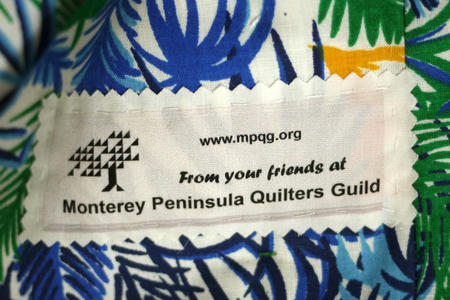 www.mpqg.org
From your friends at
Monterey Peninsula Quilters Guild